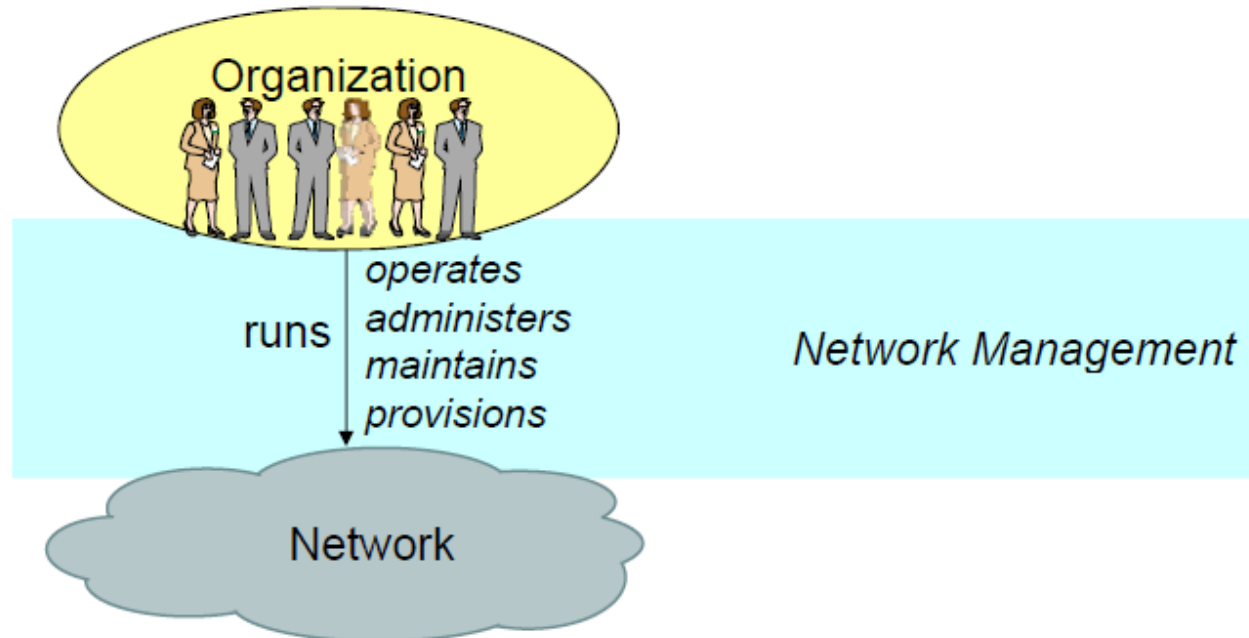 Organization
operates
administers
runs
maintains
provisions
Network Management
Network